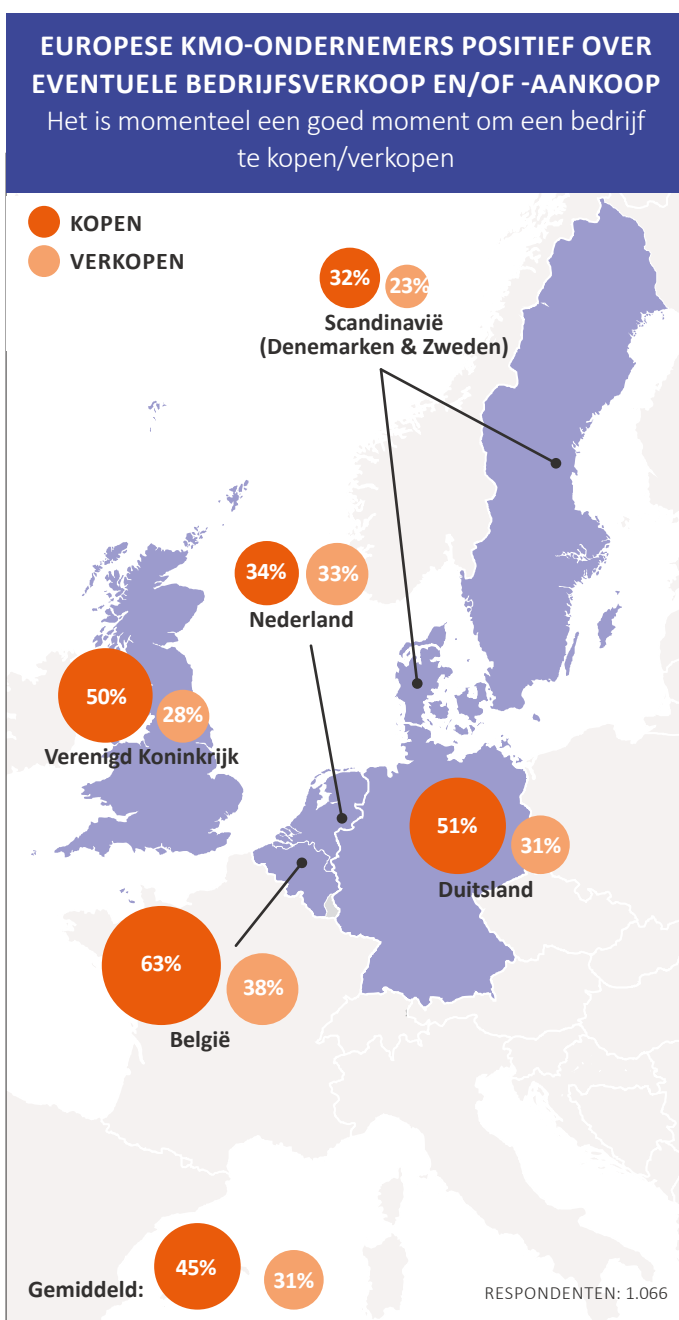 EUROPESE KMO-ONDERNEMERS POSITIEF OVER
EVENTUELE BEDRIJFSVERKOOP EN/OF -AANKOOP
Het is momenteel een goed moment om een bedrijf
te kopen/verkopen
KOPEN
VERKOPEN
32% 23%
Scandinavië
(Denemarken & Zweden)
34% 33%
Nederland
50% 28%
Verenigd Koninkrijk
51% 31%
Duitsland
63% 38%
België
Gemiddeld: 45% 31%
RESPONDENTEN: 1.066